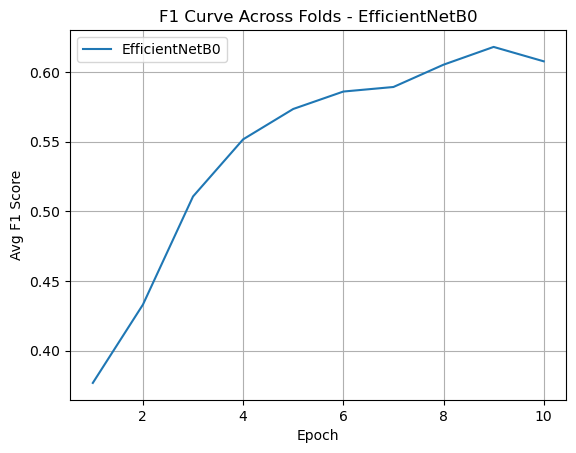 F1 Curve Across Folds - EfficientNetB0
EfficientNetB0
Avg F1 Score
0.60
0.55
0.50
0.45
0.40
2 4 6 8 10
Epoch